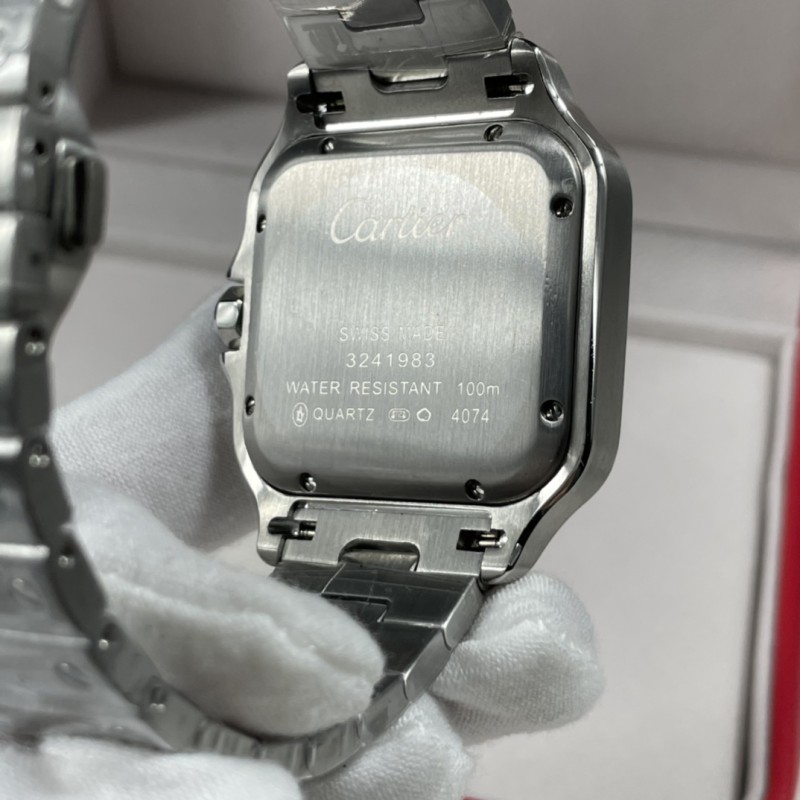 Cartier
SWISS MADE
3241983
WATER RESISTANT 100m
QUARTZ 4074